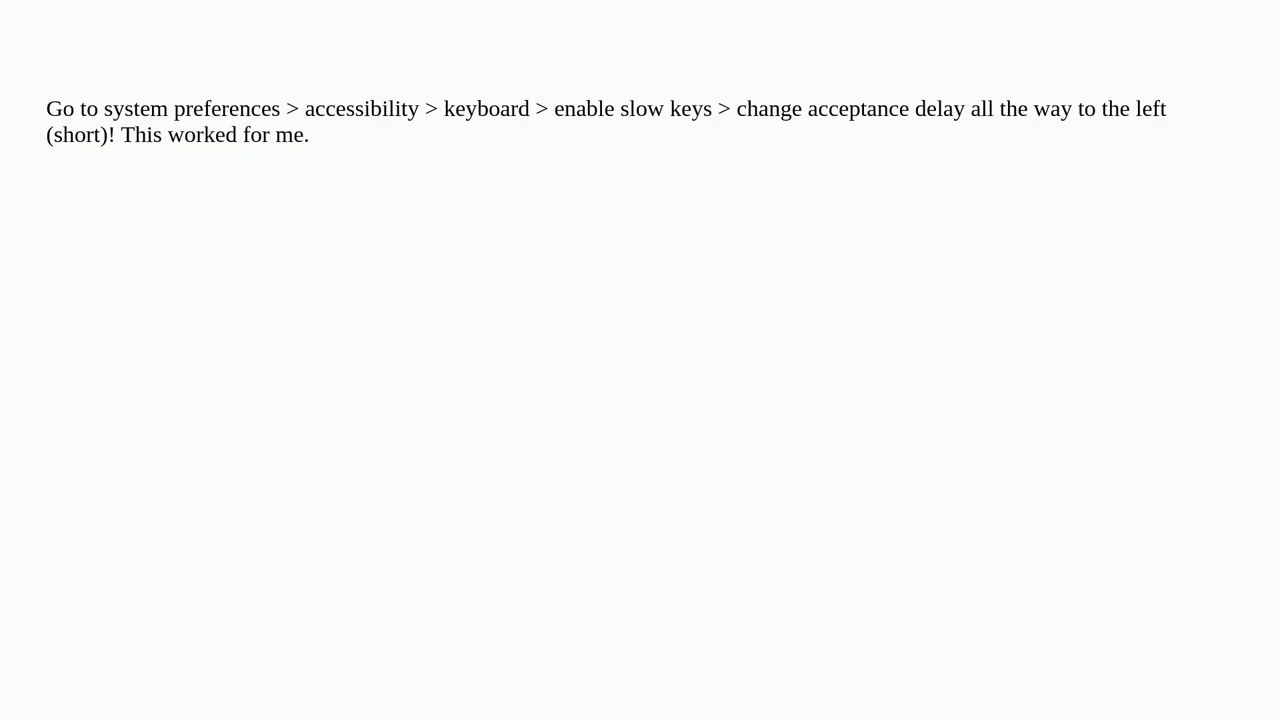 Go to system preferences > accessibility > keyboard > enable slow keys > change acceptance delay all the way to the left
(short)! This worked for me.